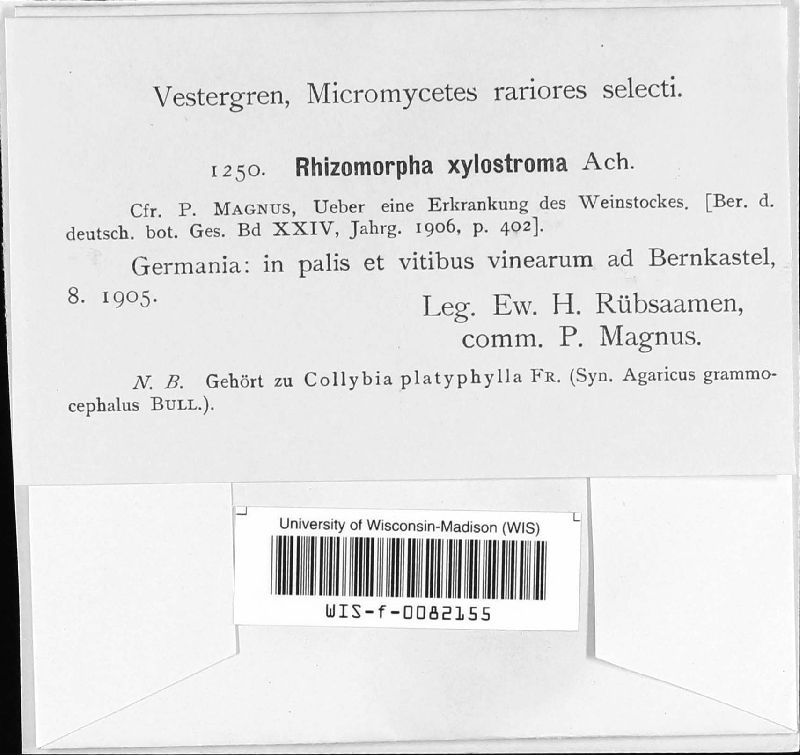 Vestergren, Micromycetes rariores selecti.
1250. Rhizomorpha xylostroma Ach.
Cfr. P. MAGNUS, Ueber eine Erkrankung des Weinstockes. [Ber. d.
deutsch. bot. Ges. Bd XXIV, Jahrg. 1906, p. 402].
Germania: in palis et vitibus vinearum ad Bernkastel,
8. 1905.
Leg. Ew. H. Rübsaamen,
comm. P. Magnus.
N. B. Gehört zu Collybia platyphylla FR. (Syn. Agaricus grammo-
cephalus BULL.).
University of Wisconsin-Madison (WIS)
WIS-f-0082155